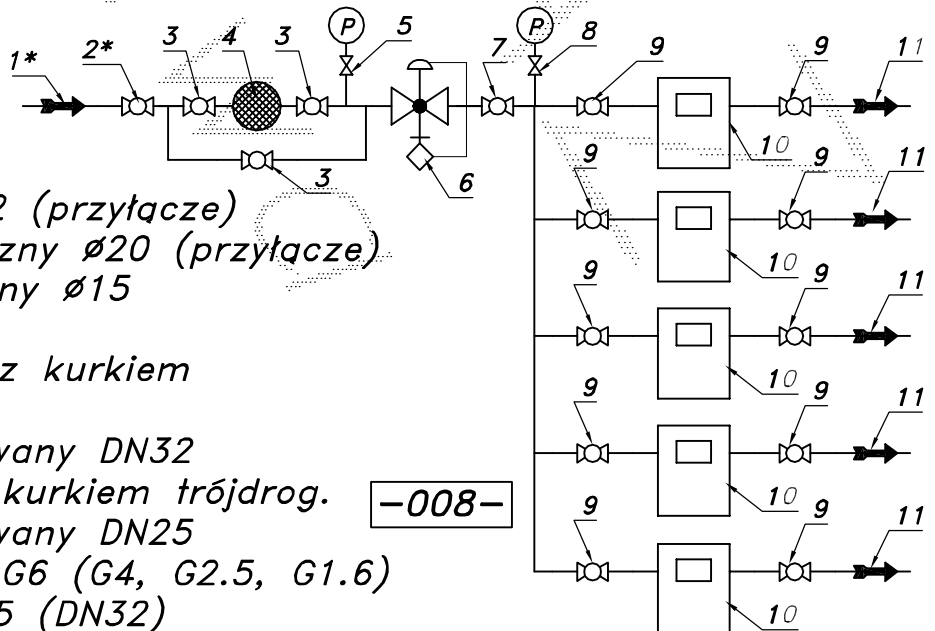 P P
1* 2* 3 4 3 5 7 8 9 9 11
3 6 10
9 9 11
10
9 9 11
10
9 9 11
10
9 9 11
10
2 (przyłącze)
zny ø20 (przyłącze)
ny ø15
z kurkiem
wany DN32
kurkiem trójdrog.
-008-
wany DN25
G6 (G4, G2.5, G1.6)
5 (DN32)